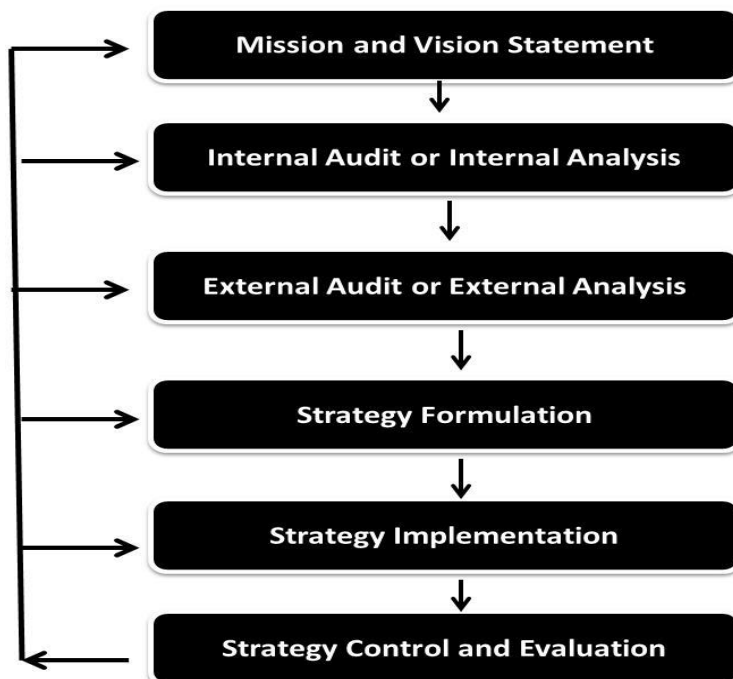 Mission and Vision Statement
Internal Audit or Internal Analysis
External Audit or External Analysis
Strategy Formulation
Strategy Implementation
Strategy Control and Evaluation